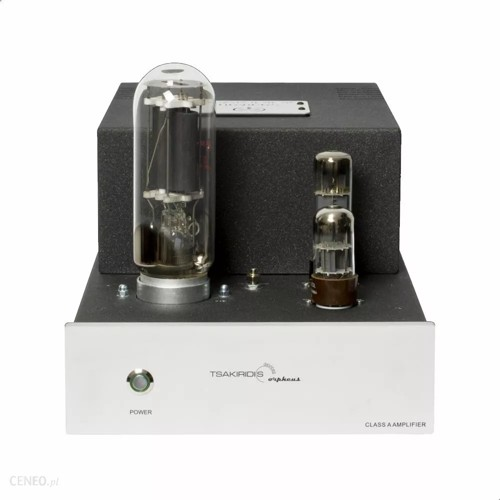 TSAKIRIDIS
orpheus
POWER
CLASS A AMPLIFIER
CENEO.pl